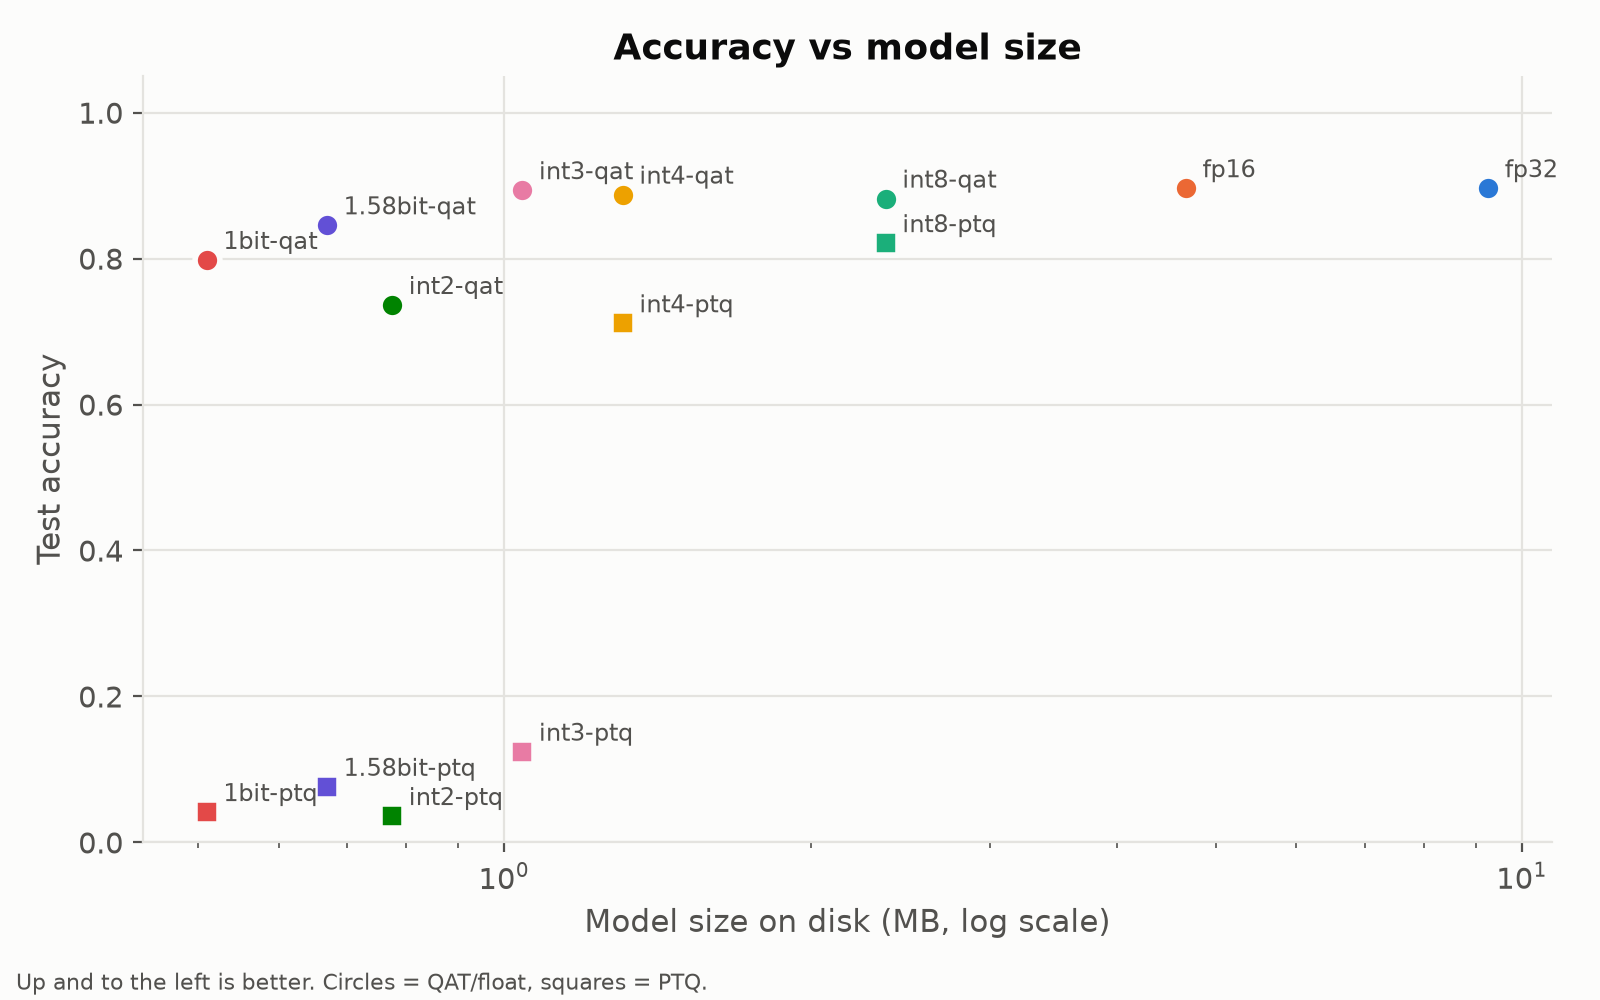 Accuracy vs model size
1.0
0.8
0.6
0.4
0.2
0.0
Test accuracy
int3-qat
int4-qat
int8-qat
fp16
fp32
1.58bit-qat
int8-ptq
1bit-qat
int2-qat
int4-ptq
int3-ptq
1.58bit-ptq
1bit-ptq
int2-ptq
10⁰
10¹
Model size on disk (MB, log scale)
Up and to the left is better. Circles = QAT/float, squares = PTQ.